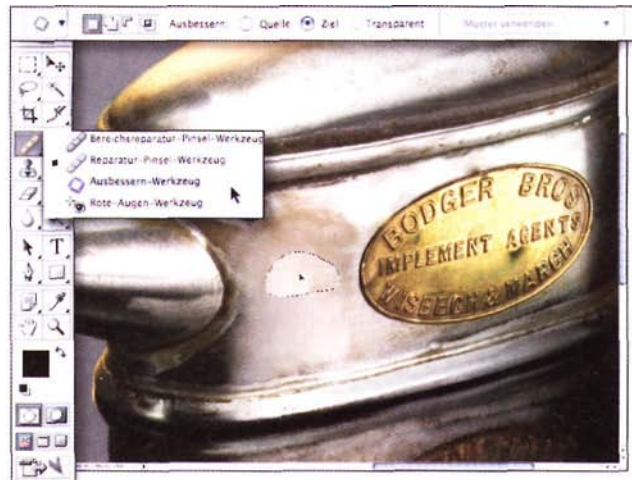 Ausbessern: Quelle Ziel Transparent Muster verwenden
Bereichsreparatur-Pinsel-Werkzeug
Reparatur-Pinsel-Werkzeug
Ausbessern-Werkzeug
Rote-Augen-Werkzeug
T
BODGER BROS
IMPLEMENT AGENTS
WISBECH & MARCH